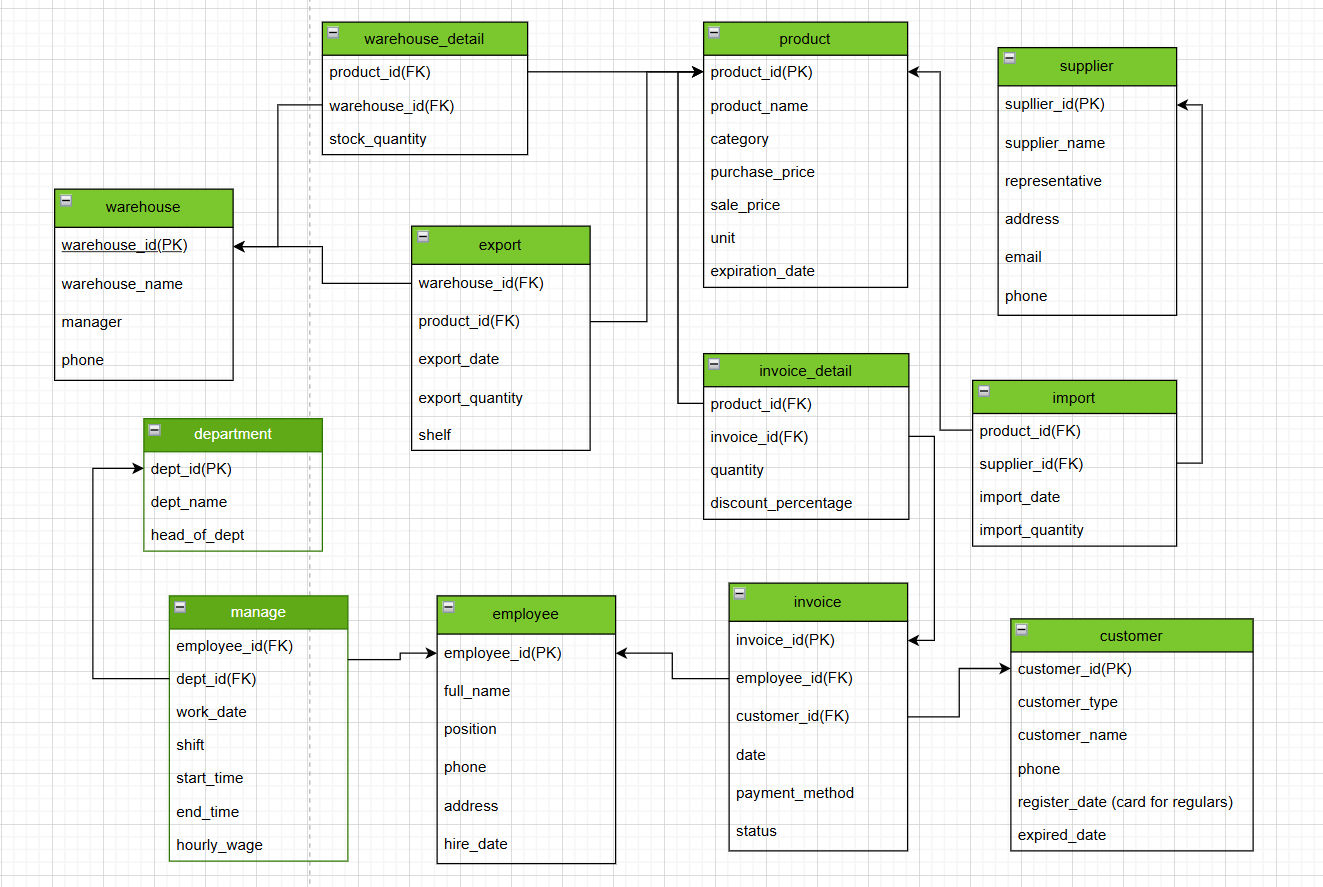 warehouse_detail
product_id(FK)
warehouse_id(FK)
stock_quantity
product
product_id(PK)
product_name
category
purchase_price
sale_price
unit
expiration_date
supplier
supllier_id(PK)
supplier_name
representative
address
email
phone
warehouse
warehouse_id(PK)
warehouse_name
manager
phone
export
warehouse_id(FK)
product_id(FK)
export_date
export_quantity
shelf
invoice_detail
product_id(FK)
invoice_id(FK)
quantity
discount_percentage
import
product_id(FK)
supplier_id(FK)
import_date
import_quantity
department
dept_id(PK)
dept_name
head_of_dept
manage
employee_id(FK)
dept_id(FK)
work_date
shift
start_time
end_time
hourly_wage
employee
employee_id(PK)
full_name
position
phone
address
hire_date
invoice
invoice_id(PK)
employee_id(FK)
customer_id(FK)
date
payment_method
status
customer
customer_id(PK)
customer_type
customer_name
phone
register_date (card for regulars)
expired_date